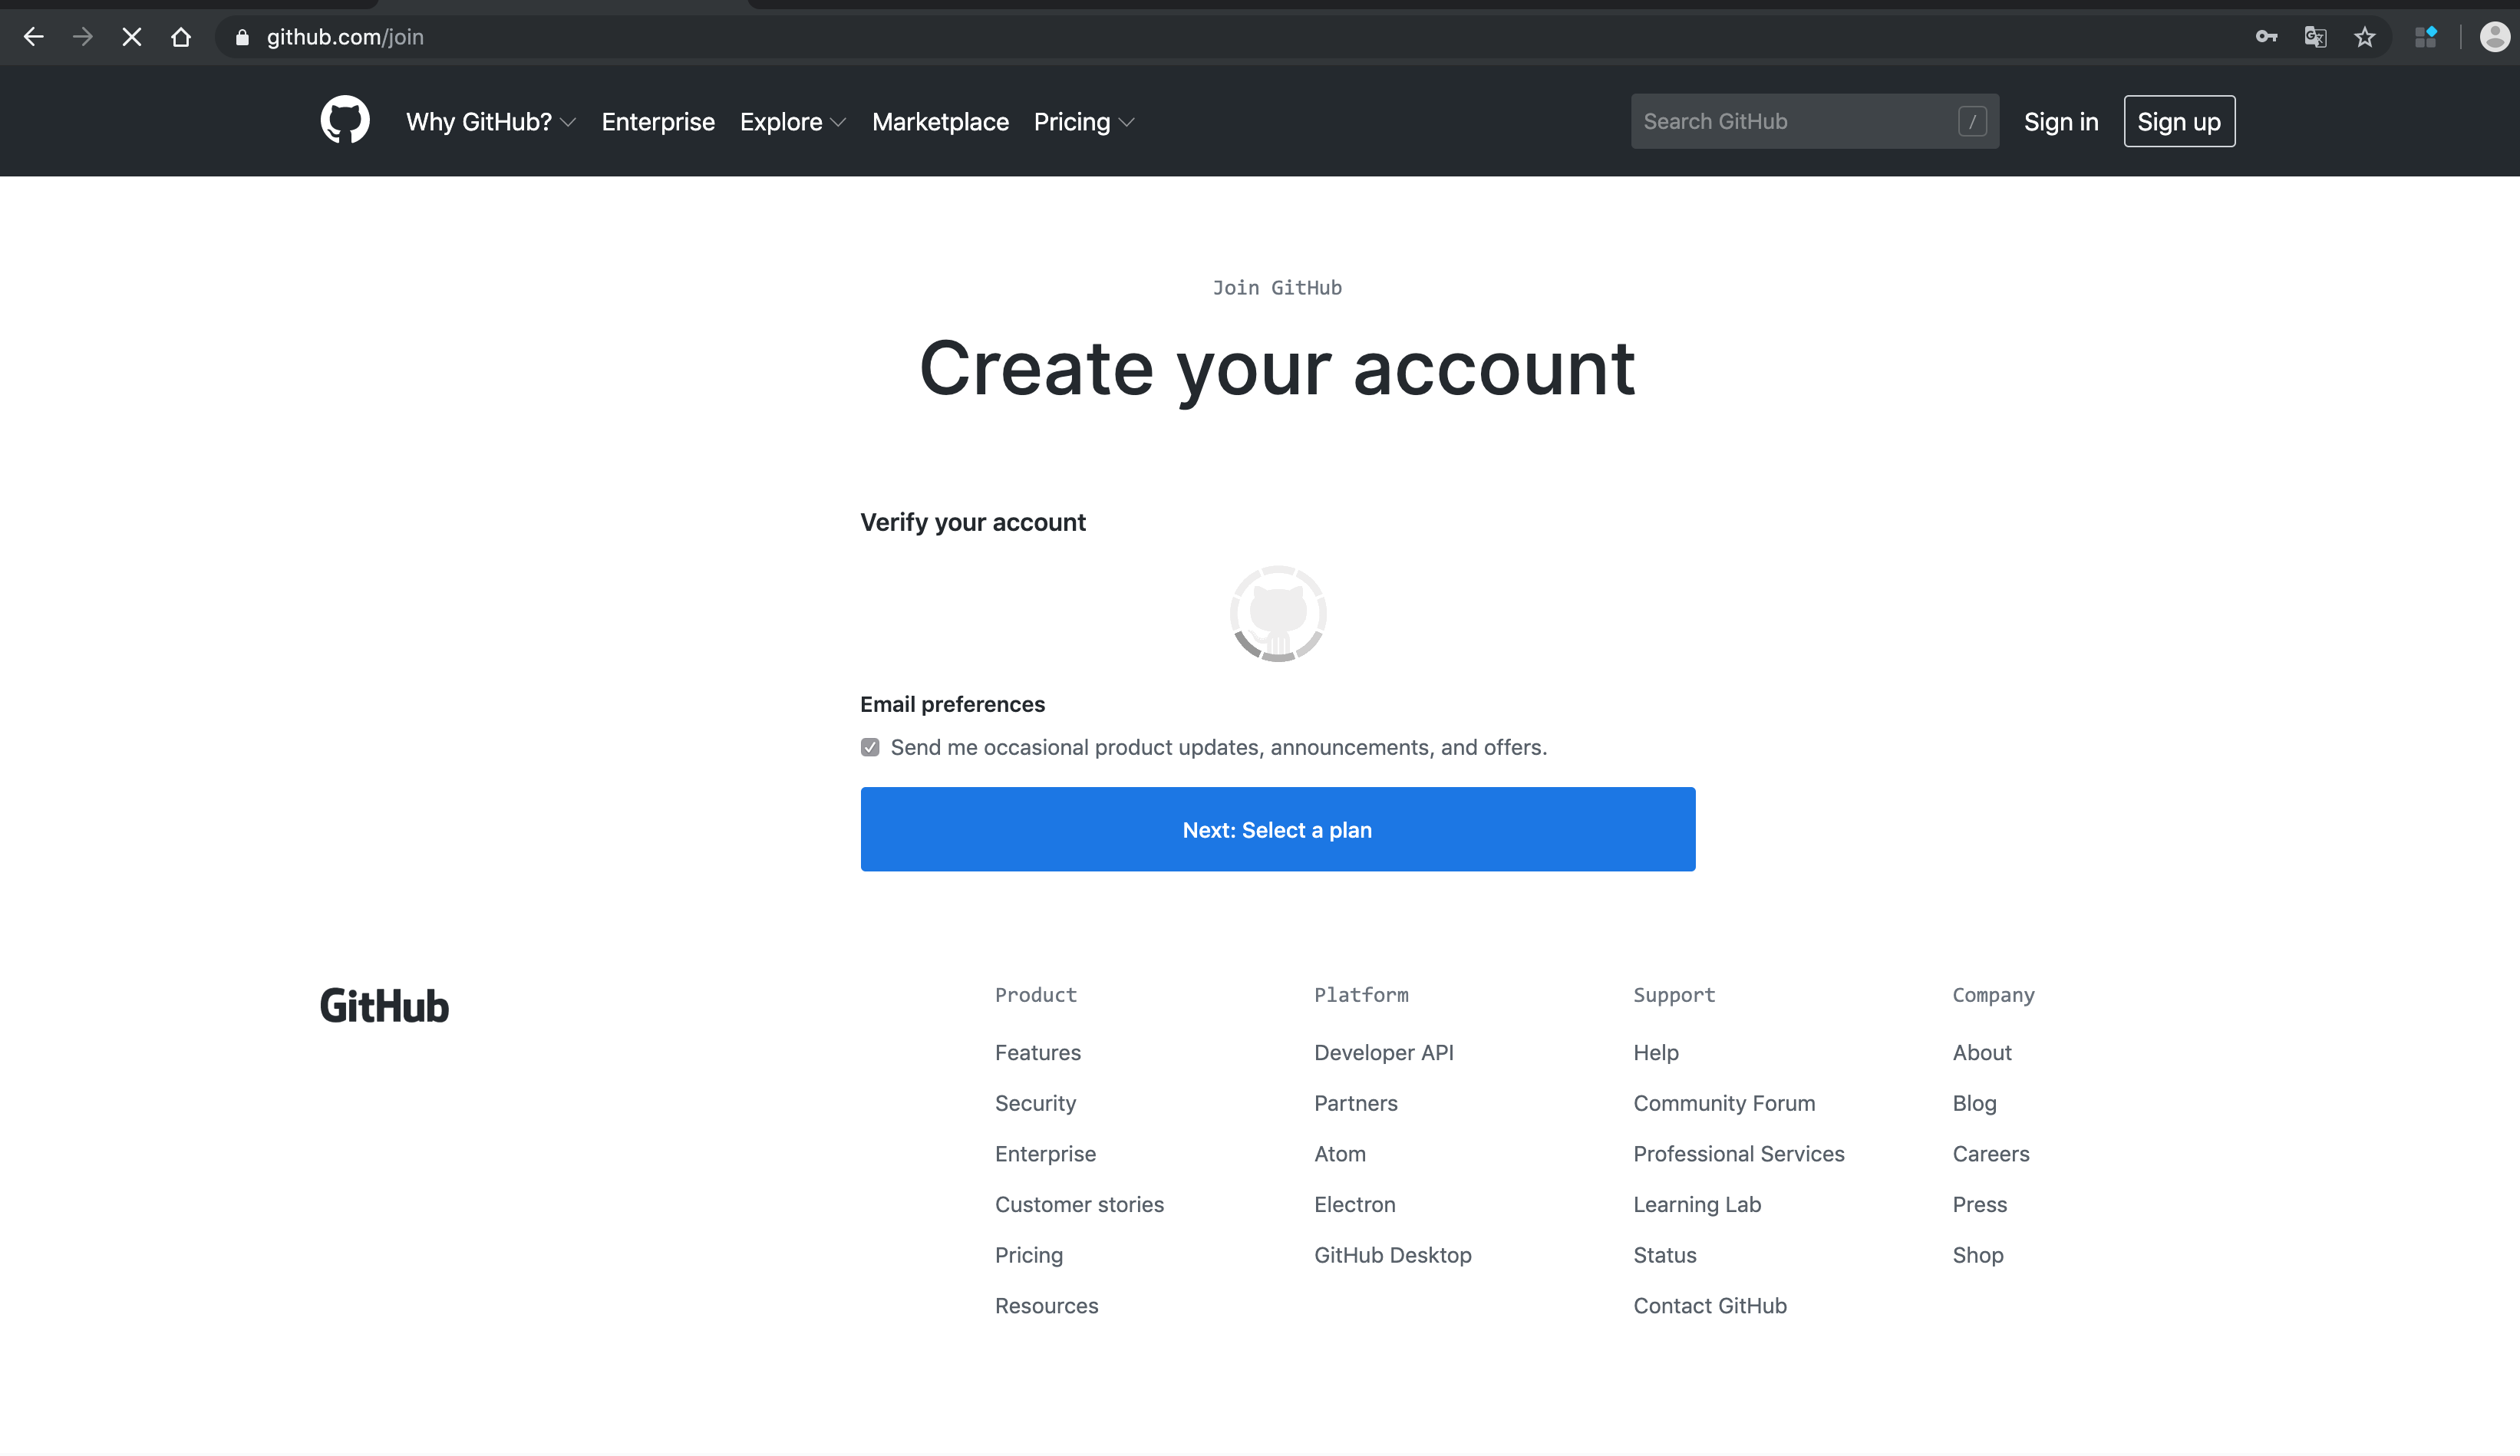 github.com/join
Why GitHub? Enterprise Explore Marketplace Pricing Search GitHub / Sign in Sign up
Join GitHub
Create your account
Verify your account
Email preferences
Send me occasional product updates, announcements, and offers.
Next: Select a plan
GitHub
Product
Features
Security
Enterprise
Customer stories
Pricing
Resources
Platform
Developer API
Partners
Atom
Electron
GitHub Desktop
Support
Help
Community Forum
Professional Services
Learning Lab
Status
Contact GitHub
Company
About
Blog
Careers
Press
Shop